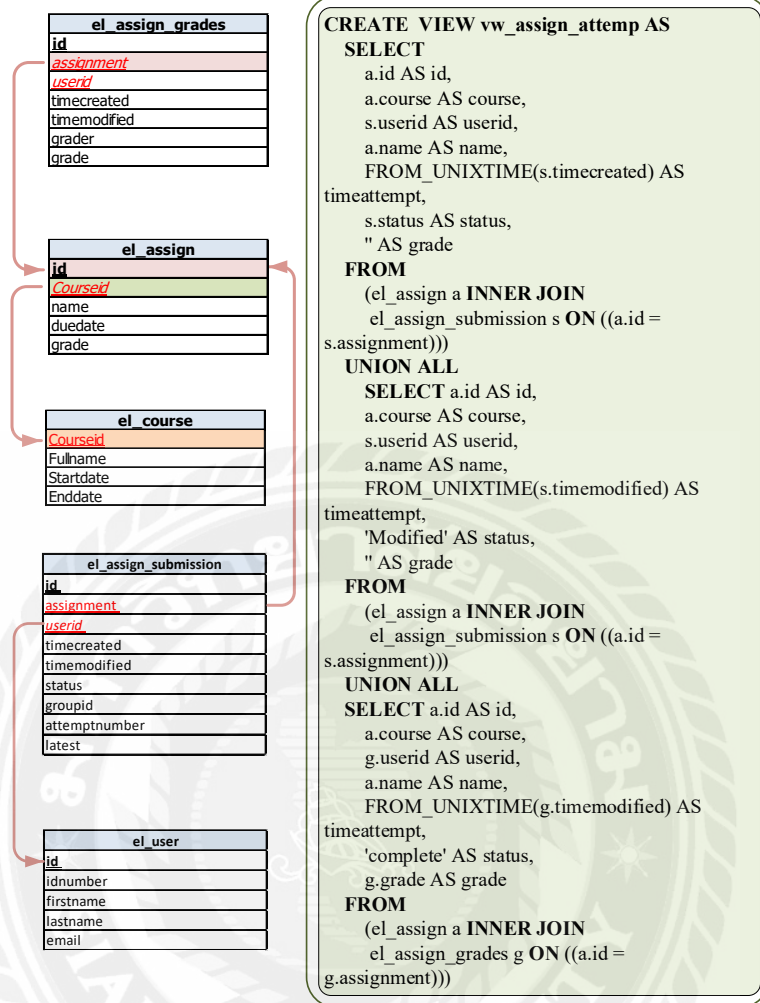 el_assign_grades
id
assignment
userid
timecreated
timemodified
grader
grade
el_assign
id
Courseid
name
duedate
grade
el_course
Courseid
Fullname
Startdate
Enddate
el_assign_submission
id
assignment
userid
timecreated
timemodified
status
groupid
attemptnumber
latest
el_user
id
idnumber
firstname
lastname
email
CREATE VIEW vw_assign_attemp AS
SELECT
a.id AS id,
a.course AS course,
s.userid AS userid,
a.name AS name,
FROM_UNIXTIME(s.timecreated) AS
timeattempt,
s.status AS status,
'' AS grade
FROM
(el_assign a INNER JOIN
el_assign_submission s ON ((a.id =
s.assignment)))
UNION ALL
SELECT a.id AS id,
a.course AS course,
s.userid AS userid,
a.name AS name,
FROM_UNIXTIME(s.timemodified) AS
timeattempt,
'Modified' AS status,
'' AS grade
FROM
(el_assign a INNER JOIN
el_assign_submission s ON ((a.id =
s.assignment)))
UNION ALL
SELECT a.id AS id,
a.course AS course,
g.userid AS userid,
a.name AS name,
FROM_UNIXTIME(g.timemodified) AS
timeattempt,
'complete' AS status,
g.grade AS grade
FROM
(el_assign a INNER JOIN
el_assign_grades g ON ((a.id =
g.assignment)))